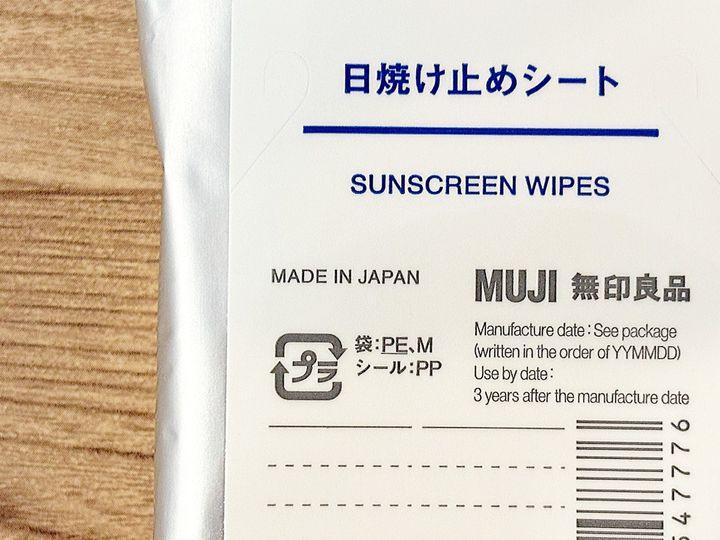 日焼け止めシート
SUNSCREEN WIPES
MADE IN JAPAN
MUJI 無印良品
Manufacture date : See package
(written in the order of YYMMDD)
Use by date :
3 years after the manufacture date
プラ
袋:PE、M
シール:PP
47776